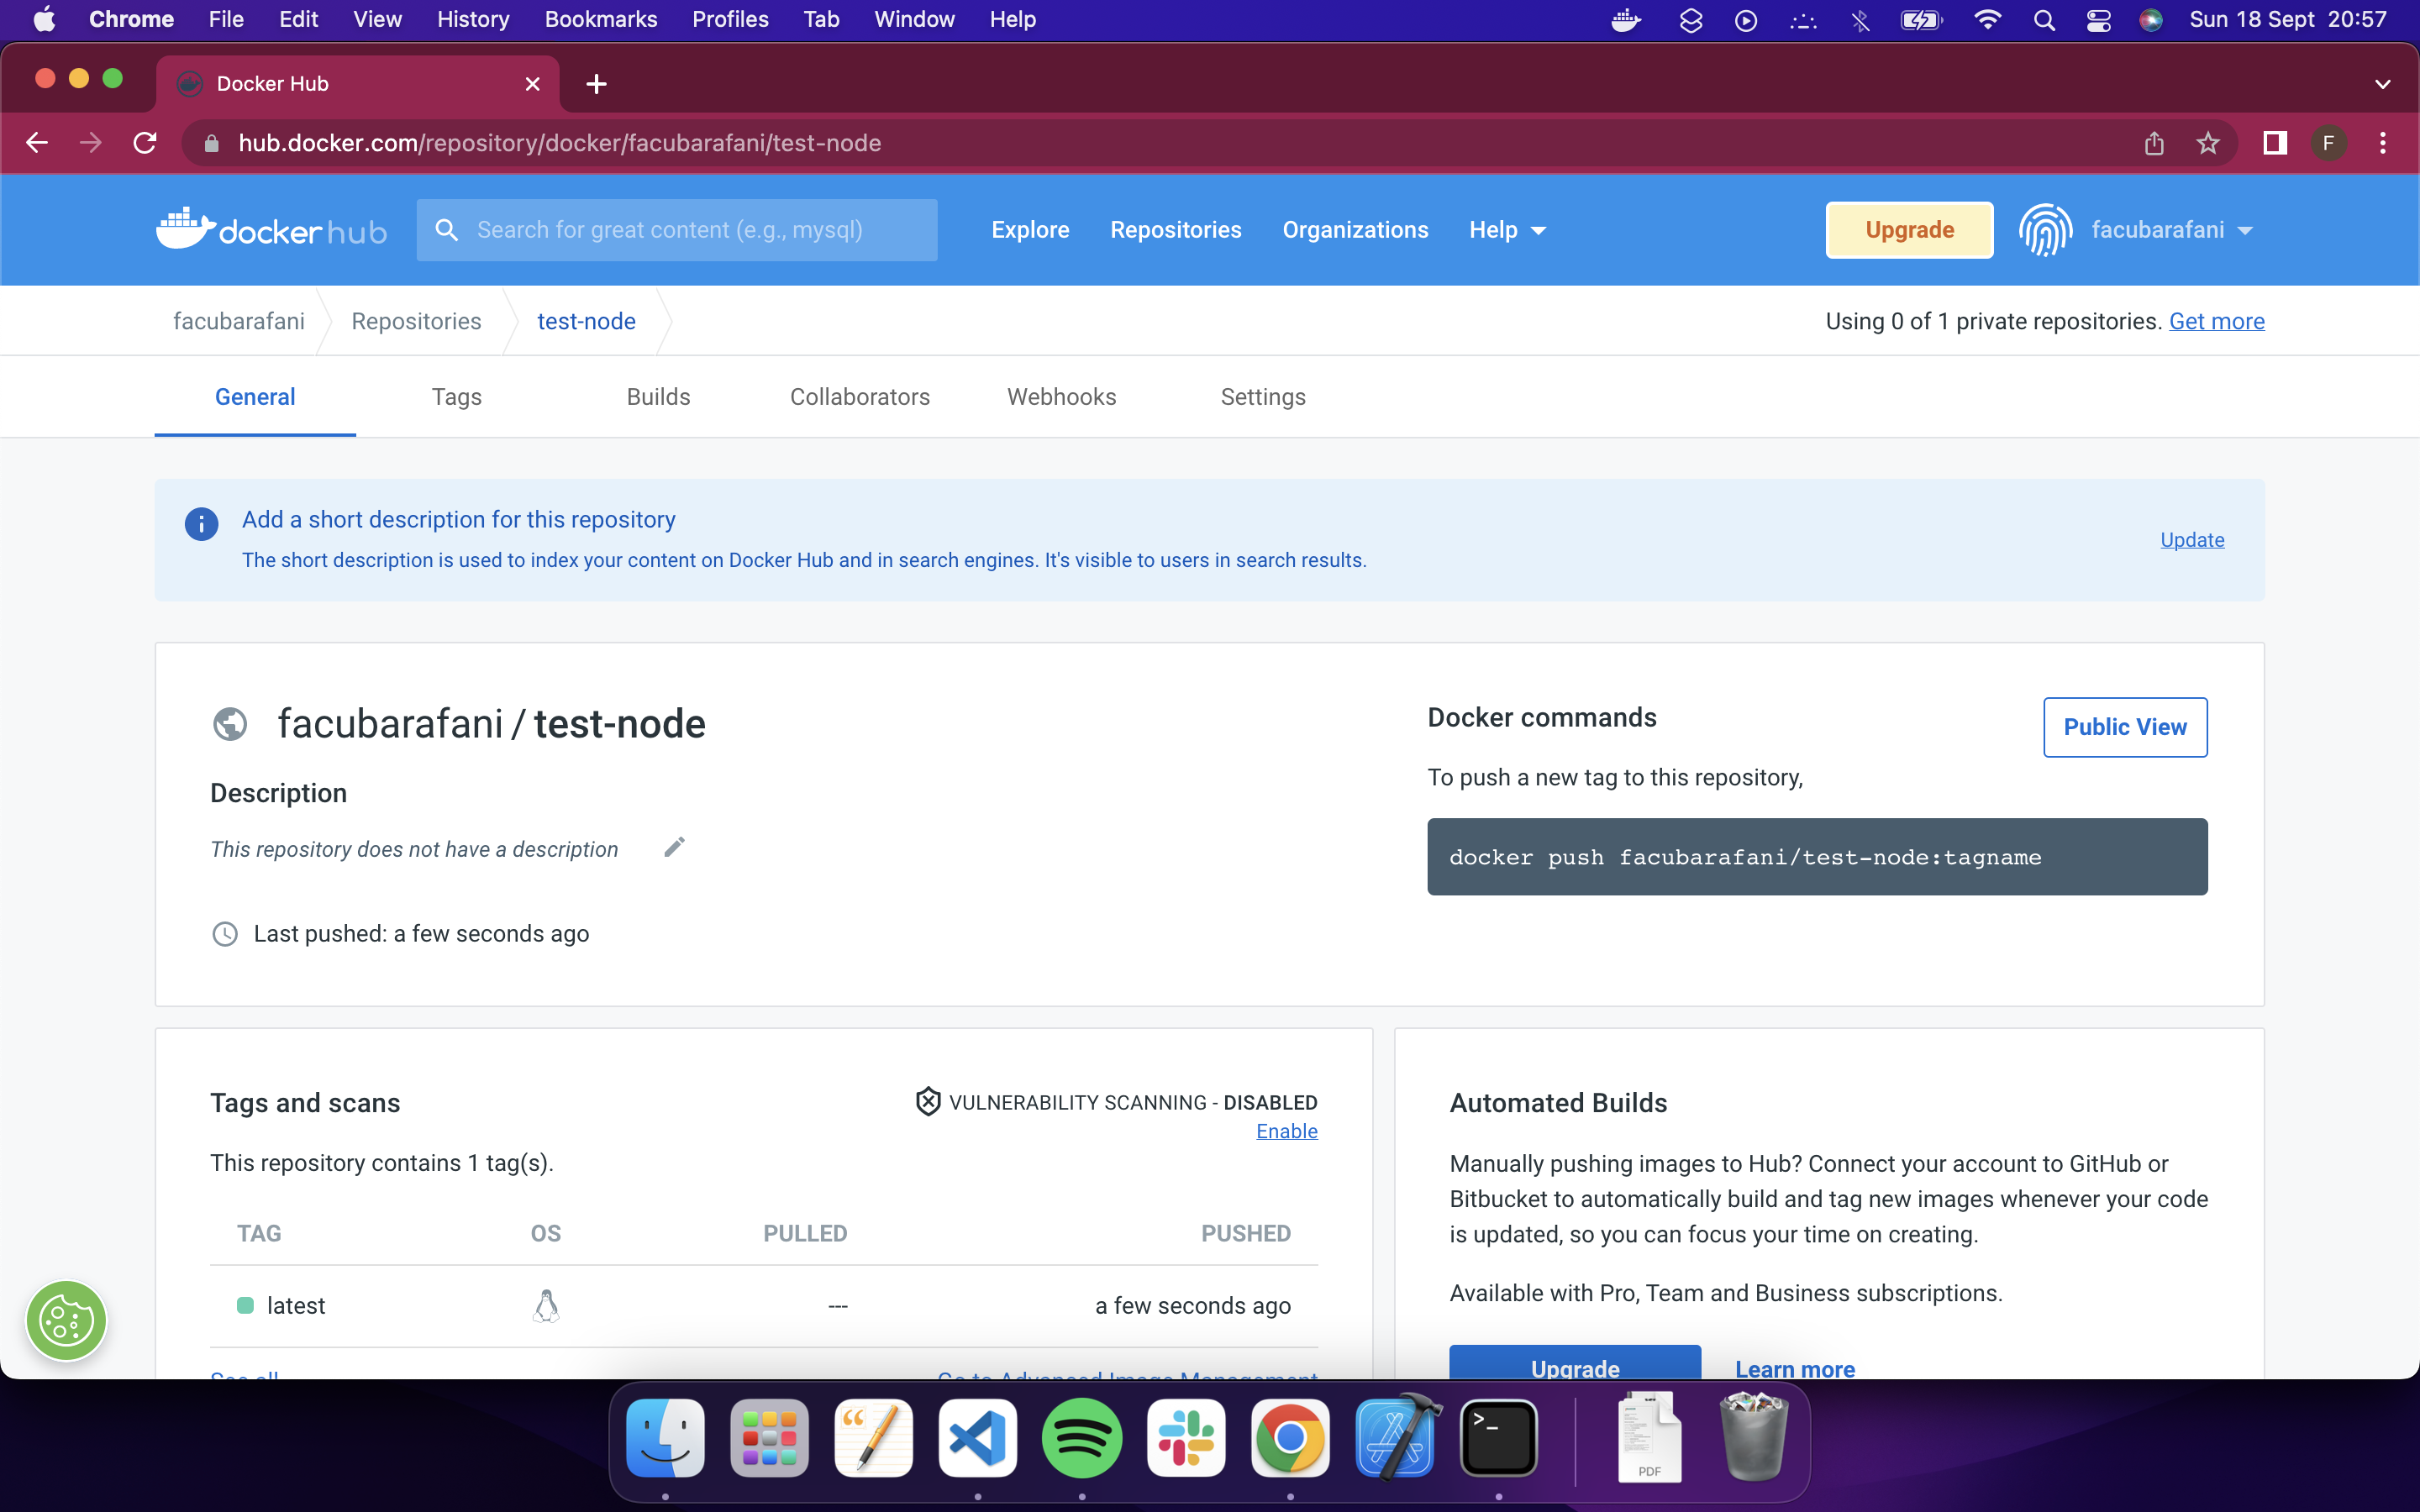 Chrome File Edit View History Bookmarks Profiles Tab Window Help Sun 18 Sept 20:57
Docker Hub
hub.docker.com/repository/docker/facubarafani/test-node F
docker hub Search for great content (e.g., mysql) Explore Repositories Organizations Help Upgrade facubarafani
facubarafani Repositories test-node Using 0 of 1 private repositories. Get more
General Tags Builds Collaborators Webhooks Settings
Add a short description for this repository
The short description is used to index your content on Docker Hub and in search engines. It's visible to users in search results.
Update
facubarafani / test-node
Description
This repository does not have a description
Last pushed: a few seconds ago
Docker commands
Public View
To push a new tag to this repository,
docker push facubarafani/test-node:tagname
Tags and scans
VULNERABILITY SCANNING - DISABLED
Enable
This repository contains 1 tag(s).
TAG OS PULLED PUSHED
latest --- a few seconds ago
See all Go to Advanced Image Management
Automated Builds
Manually pushing images to Hub? Connect your account to GitHub or
Bitbucket to automatically build and tag new images whenever your code
is updated, so you can focus your time on creating.
Available with Pro, Team and Business subscriptions.
Upgrade Learn more
PDF